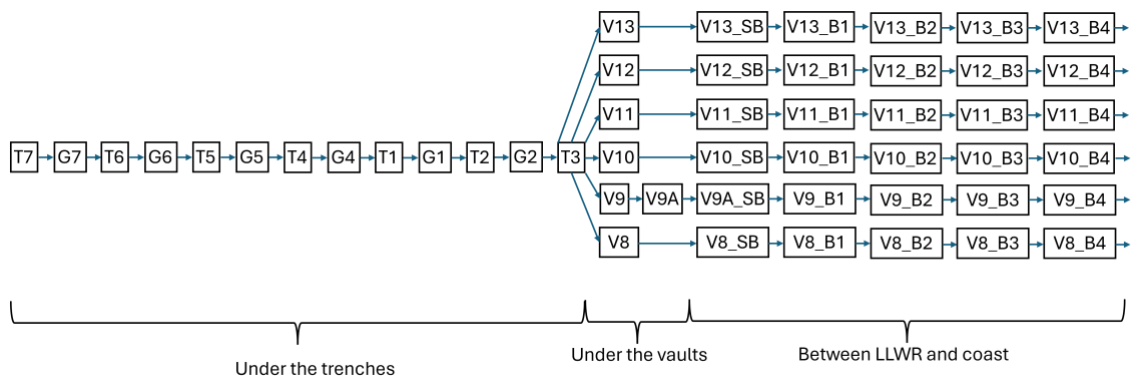 V13 V13_SB V13_B1 V13_B2 V13_B3 V13_B4
V12 V12_SB V12_B1 V12_B2 V12_B3 V12_B4
V11 V11_SB V11_B1 V11_B2 V11_B3 V11_B4
T7 G7 T6 G6 T5 G5 T4 G4 T1 G1 T2 G2 T3 V10 V10_SB V10_B1 V10_B2 V10_B3 V10_B4
V9 V9A V9A_SB V9_B1 V9_B2 V9_B3 V9_B4
V8 V8_SB V8_B1 V8_B2 V8_B3 V8_B4
Under the trenches
Under the vaults
Between LLWR and coast